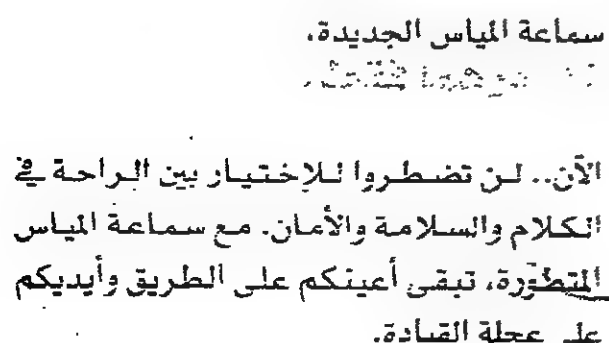 سماعة المياس الجديدة،
الآن.. لن تضطروا للإختيار بين الراحة في
الكلام والسلامة والأمان. مع سماعة المياس
المتطورة، تبقى أعينكم على الطريق وأيديكم
على عجلة القيادة.